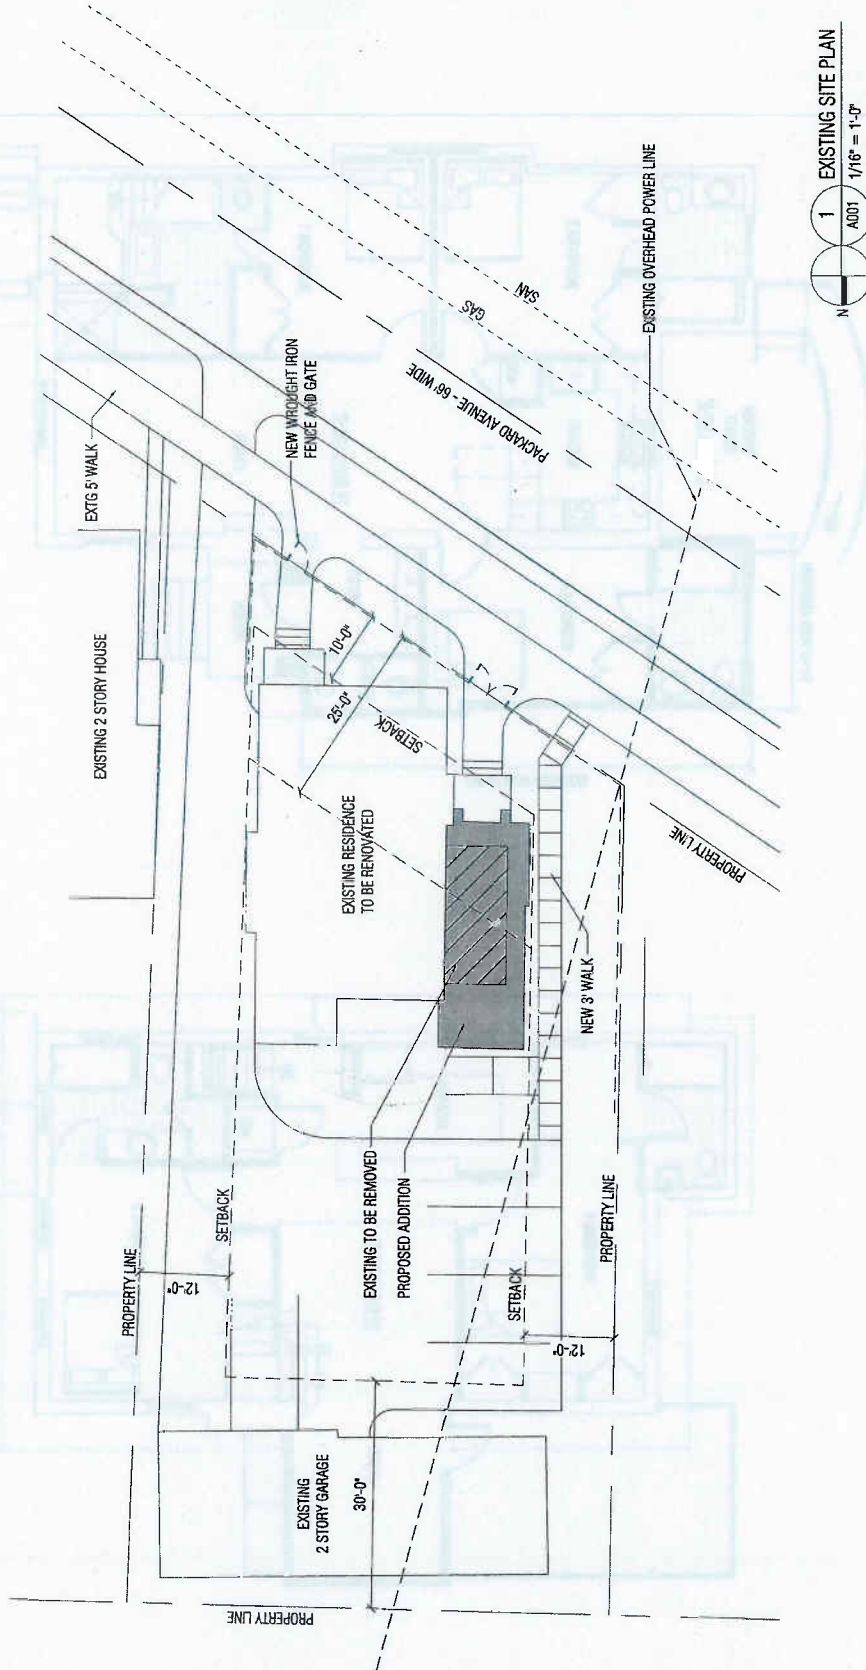 1
EXISTING SITE PLAN
A001
1/16" = 1'-0"
N
EXISTING OVERHEAD POWER LINE
SAN
GAS
PACKARD AVENUE - 66' WIDE
NEW WROUGHT IRON
FENCE AND GATE
EXTG 5' WALK
EXISTING 2 STORY HOUSE
10'-0"
25'-0"
SETBACK
EXISTING RESIDENCE
TO BE RENOVATED
PROPERTY LINE
NEW 3' WALK
EXISTING TO BE REMOVED
PROPOSED ADDITION
SETBACK
PROPERTY LINE
12'-0"
SETBACK
PROPERTY LINE
12'-0"
EXISTING
2 STORY GARAGE
30'-0"
PROPERTY LINE